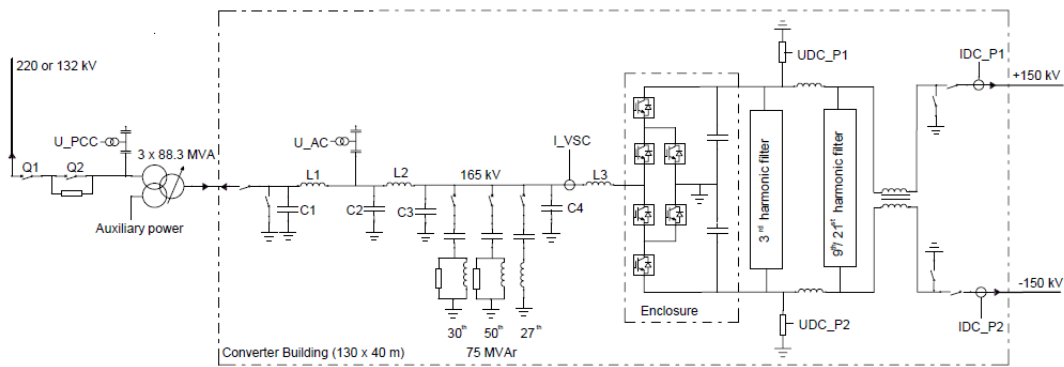 220 or 132 kV
U_PCC
3 x 88.3 MVA
Q1
Q2
Auxiliary power
U_AC
L1
L2
165 kV
I_VSC
L3
C1
C2
C3
C4
30th
50th
27th
75 MVAr
Converter Building (130 x 40 m)
Enclosure
3rd harmonic filter
9th/ 21st harmonic filter
UDC_P1
UDC_P2
IDC_P1
+150 kV
-150 kV
IDC_P2